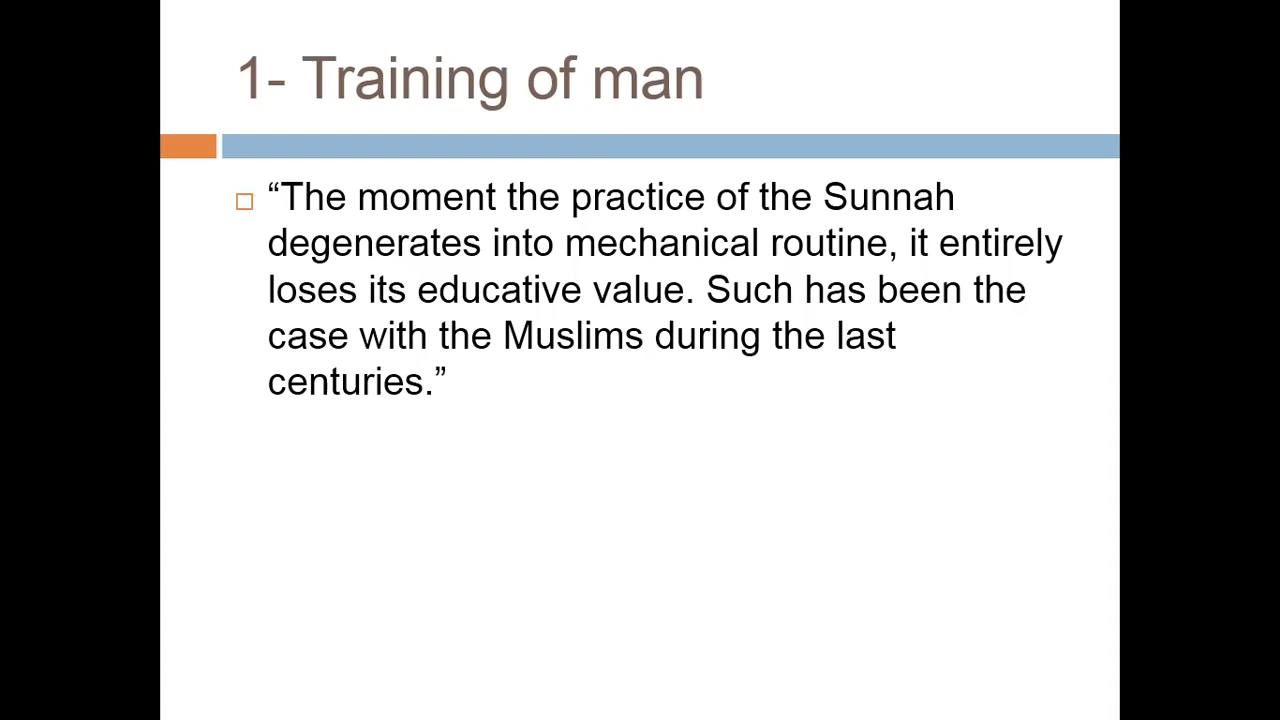 1- Training of man
“The moment the practice of the Sunnah
degenerates into mechanical routine, it entirely
loses its educative value. Such has been the
case with the Muslims during the last
centuries.”